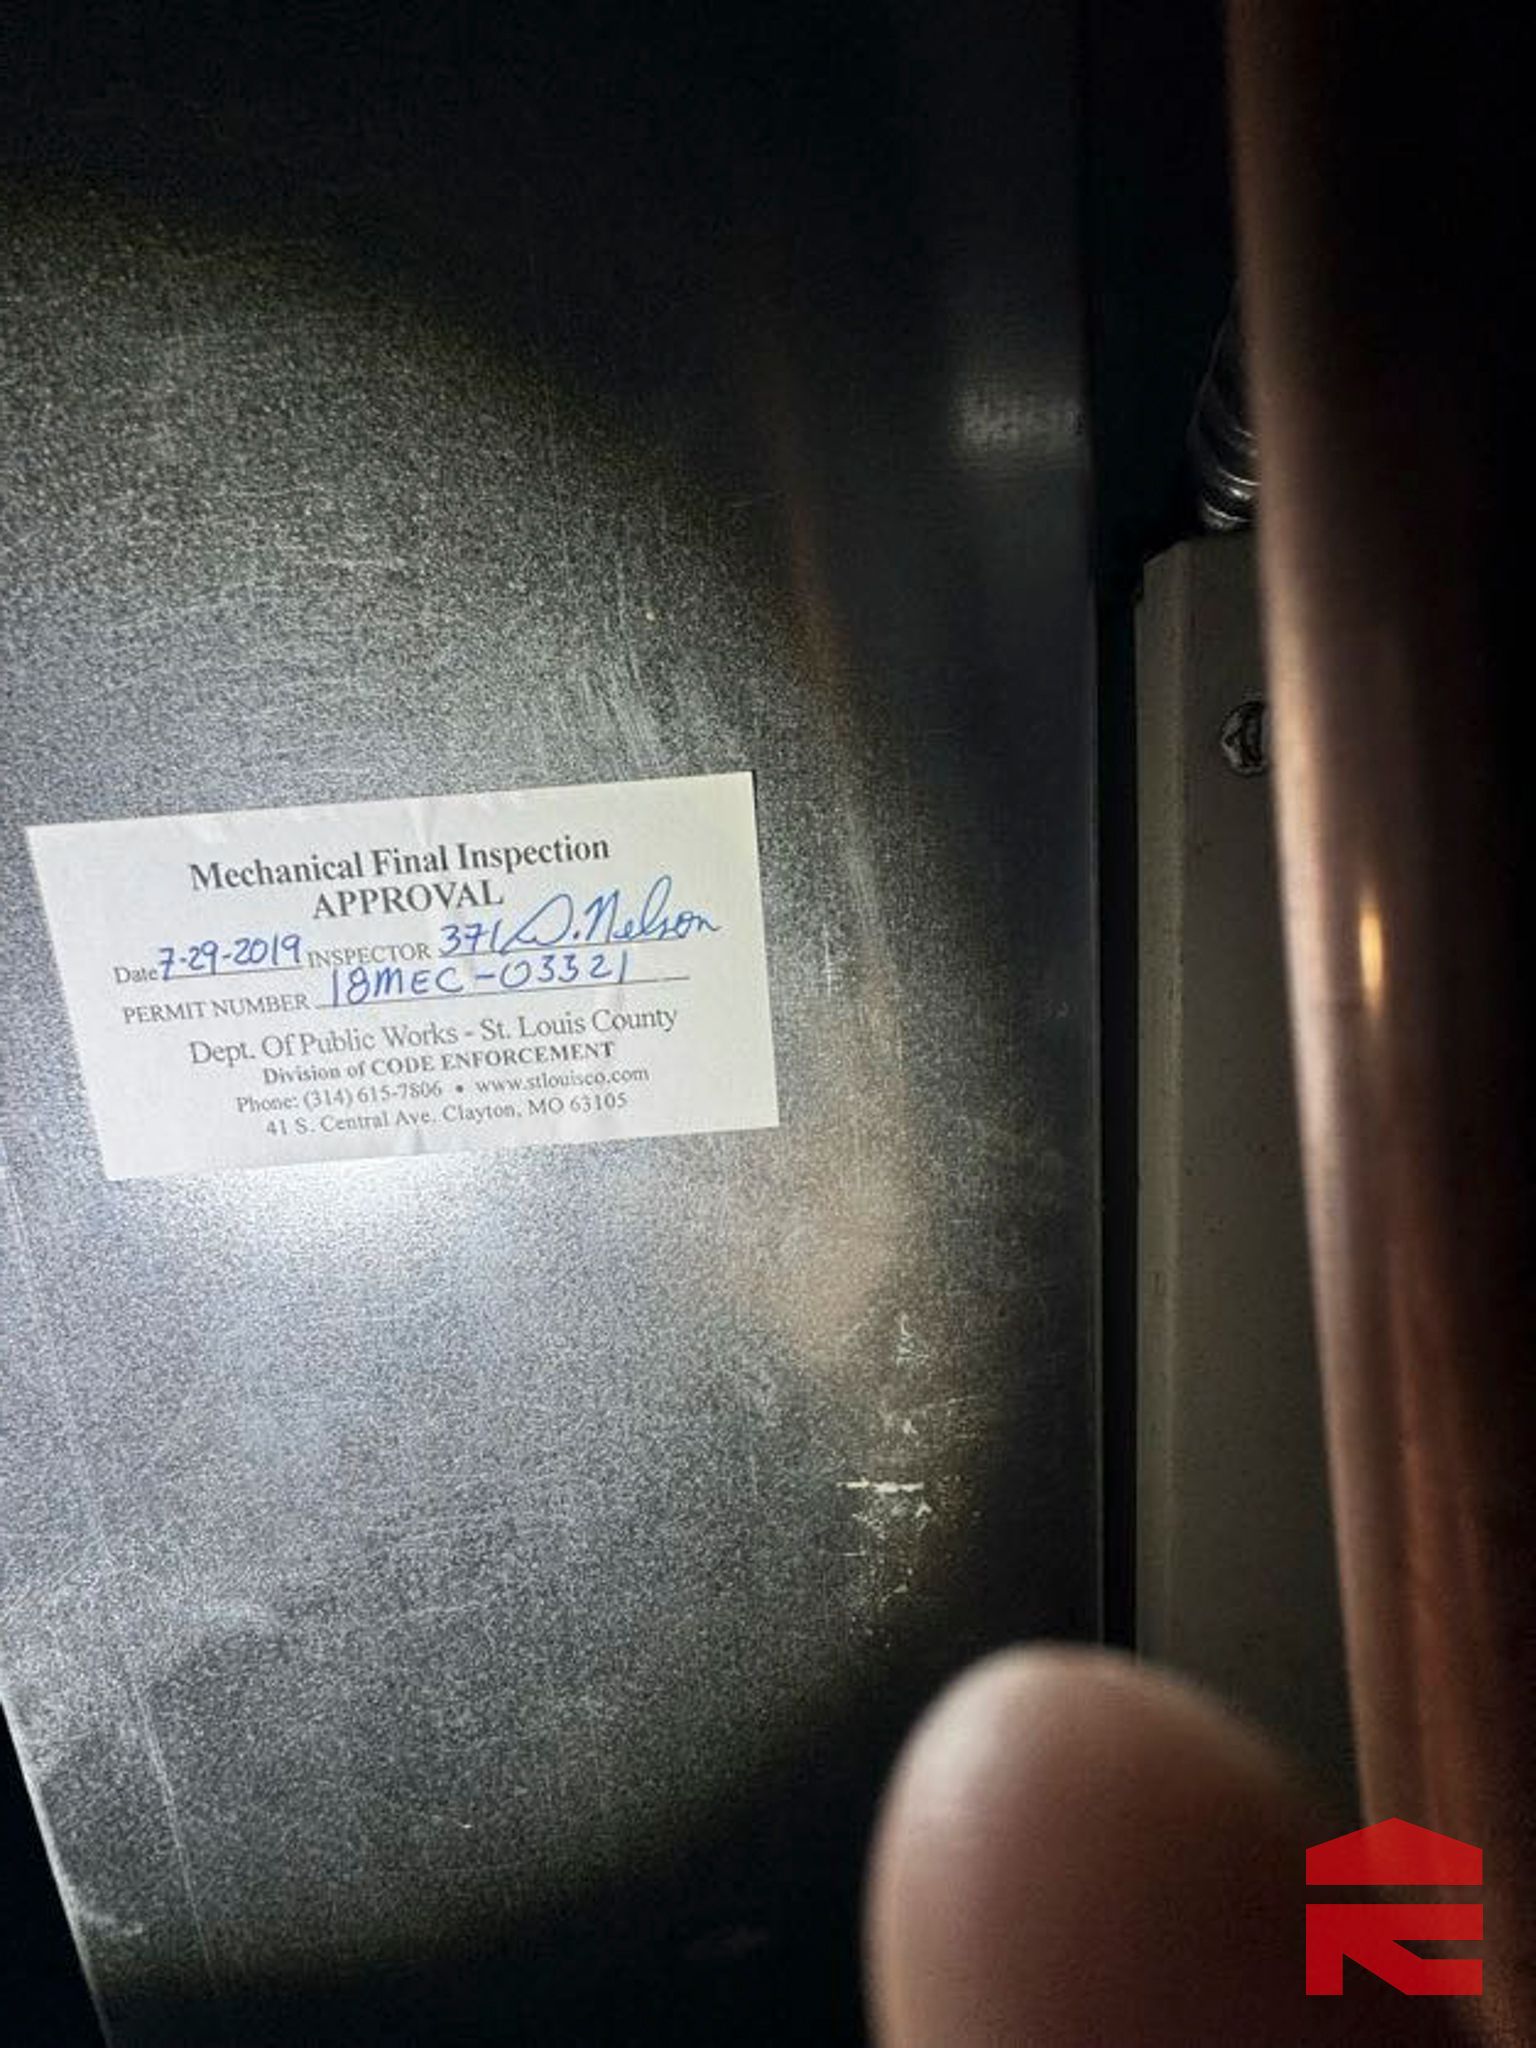 Mechanical Final Inspection
APPROVAL
Date 7-29-2019 INSPECTOR 371 D. Nelson
PERMIT NUMBER 18MEC-03321
Dept. Of Public Works - St. Louis County
Division of CODE ENFORCEMENT
Phone: (314) 615-7806 • www.stlouisco.com
41 S. Central Ave. Clayton, MO 63105